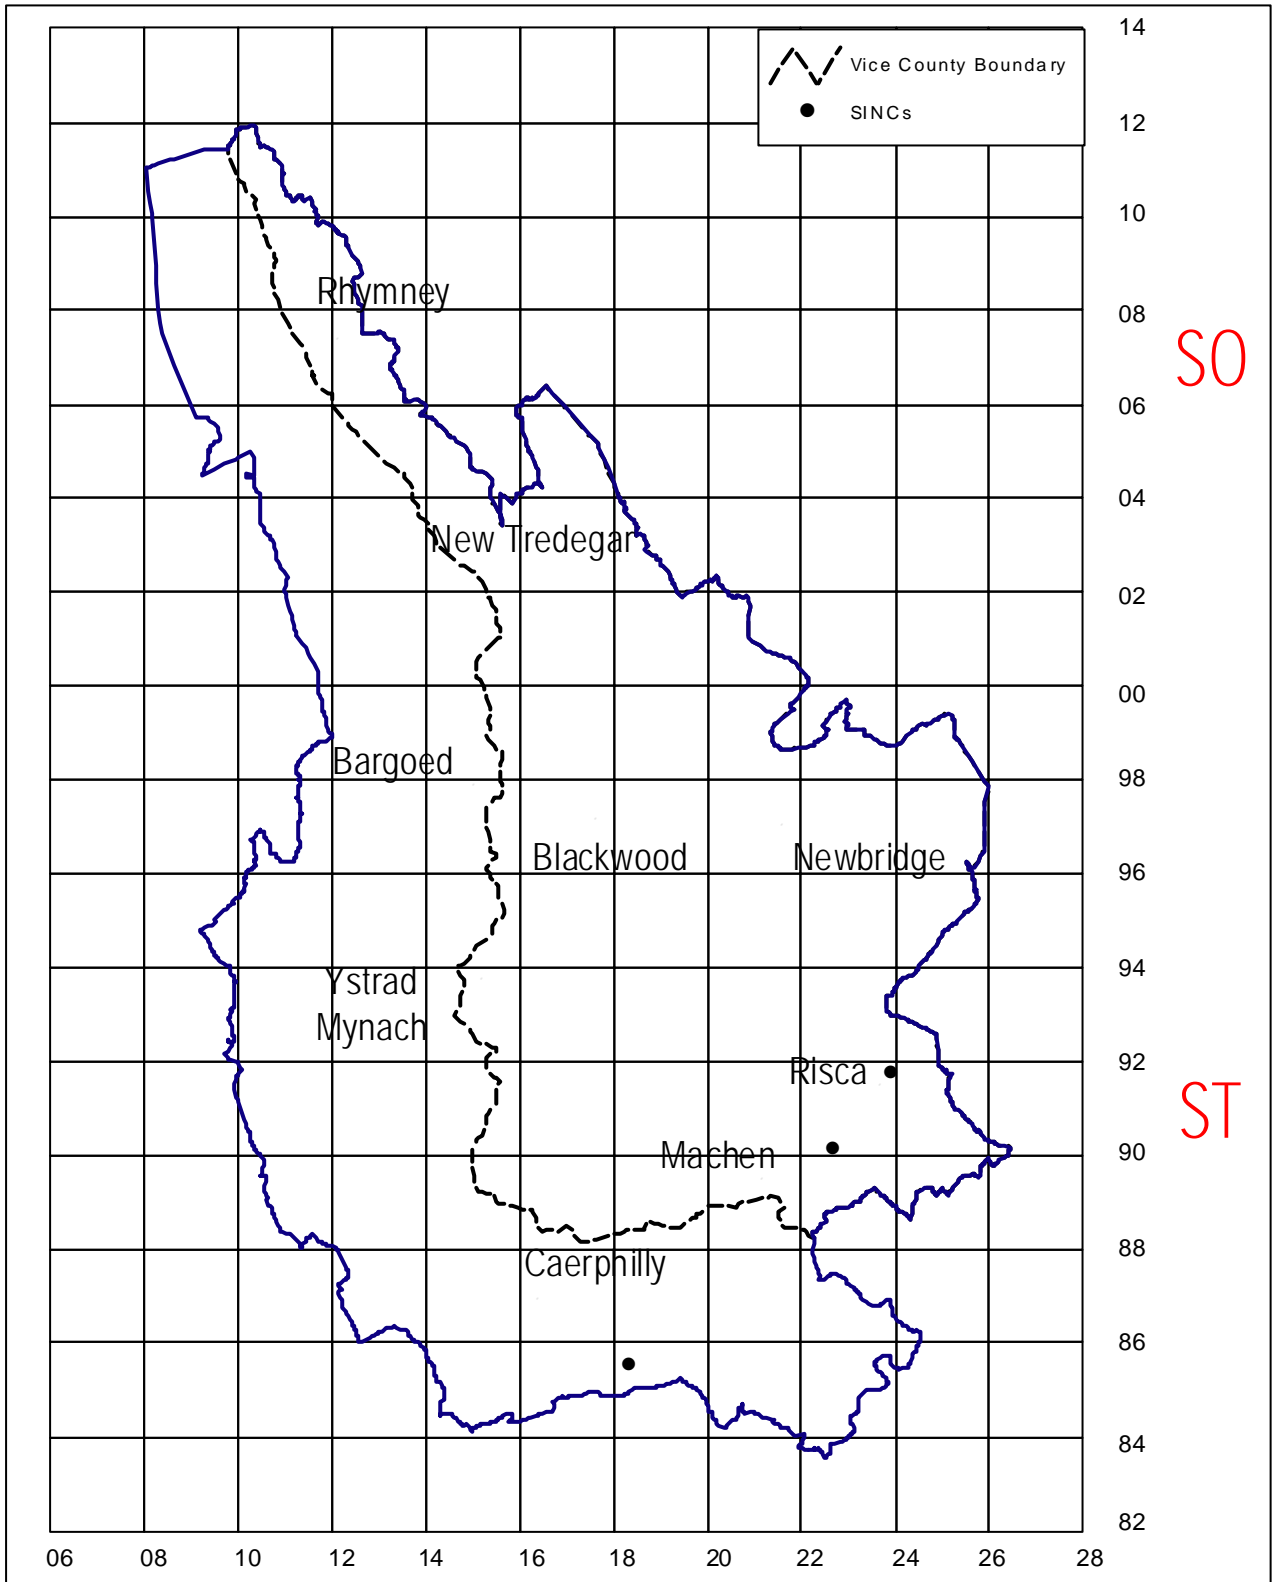 14
Vice County Boundary
SINCs
12
10
Rhymney
08
SO
06
04
New Tredegar
02
00
Bargoed
98
Blackwood
Newbridge
96
94
Ystrad
Mynach
92
Risca
ST
Machen
90
88
Caerphilly
86
84
82
06 08 10 12 14 16 18 20 22 24 26 28